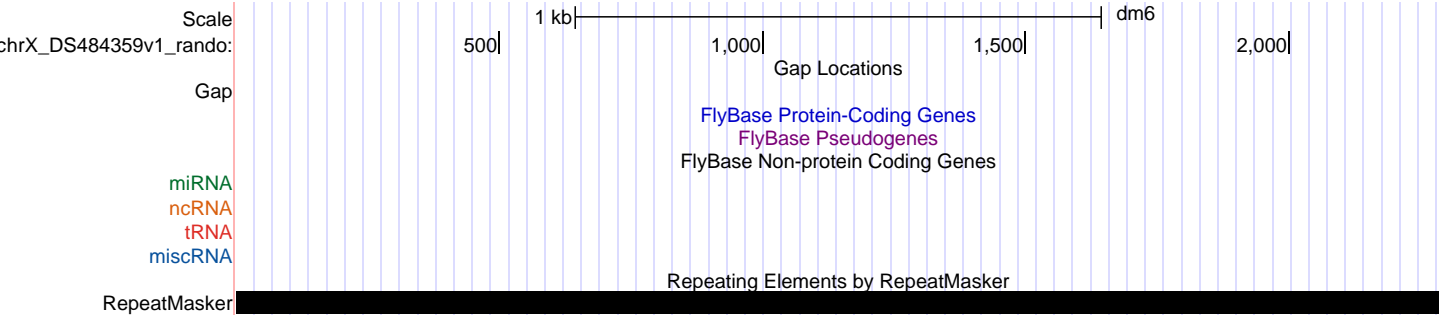 Scale 1 kb dm6
chrX_DS484359v1_rando: 500 1,000 1,500 2,000
Gap Locations
Gap
FlyBase Protein-Coding Genes
FlyBase Pseudogenes
FlyBase Non-protein Coding Genes
miRNA
ncRNA
tRNA
miscRNA
Repeating Elements by RepeatMasker
RepeatMasker